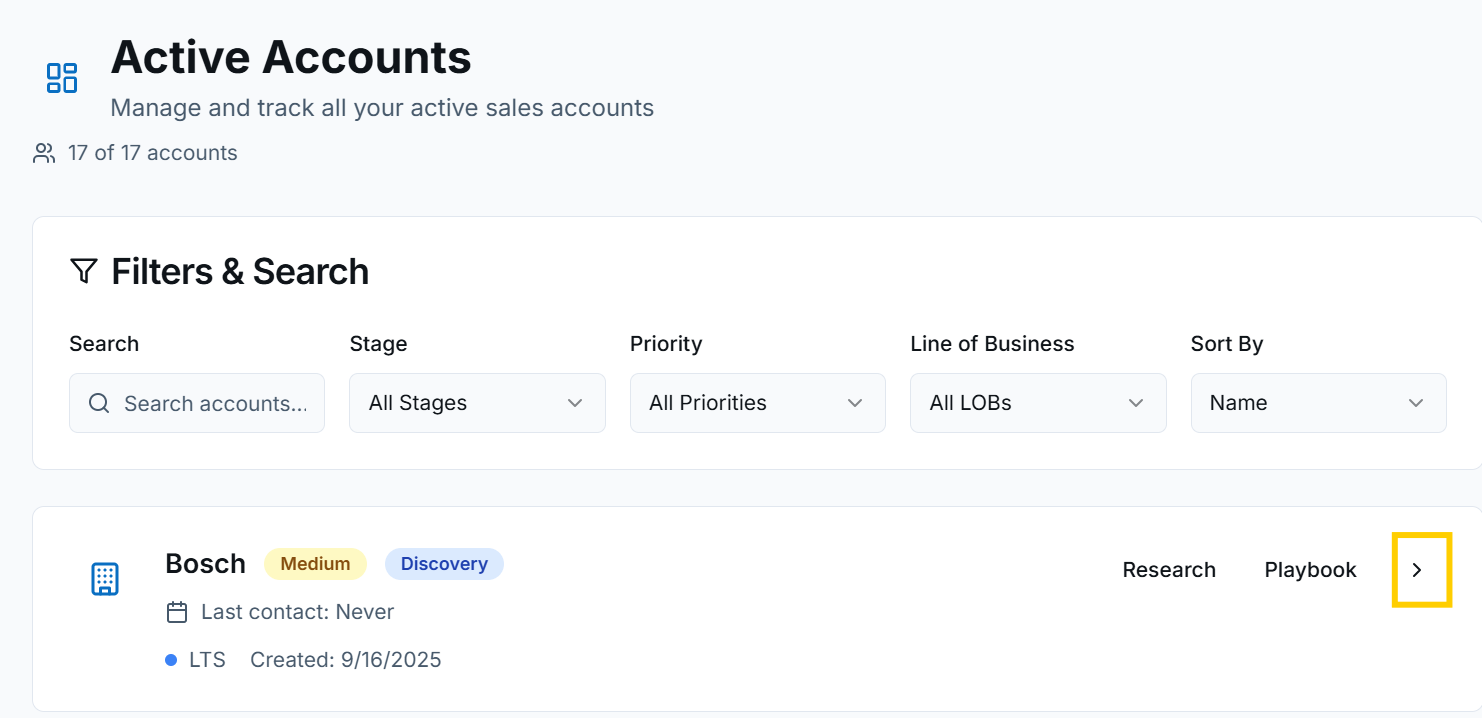 Active Accounts
Manage and track all your active sales accounts
17 of 17 accounts
Filters & Search
Search Stage Priority Line of Business Sort By
Search accounts... All Stages All Priorities All LOBs Name
Bosch Medium Discovery Research Playbook
Last contact: Never
LTS Created: 9/16/2025